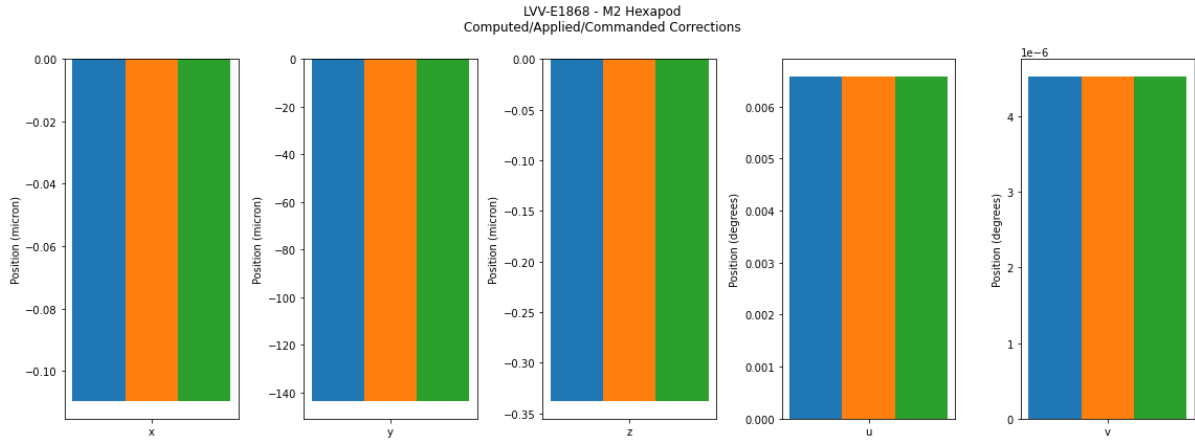 LVV-E1868 - M2 Hexapod
Computed/Applied/Commanded Corrections
Position (micron)
0.00
−0.02
−0.04
−0.06
−0.08
−0.10
x
Position (micron)
0
−20
−40
−60
−80
−100
−120
−140
y
Position (micron)
0.00
−0.05
−0.10
−0.15
−0.20
−0.25
−0.30
−0.35
z
Position (degrees)
0.006
0.005
0.004
0.003
0.002
0.001
0.000
u
1e−6
Position (degrees)
4
3
2
1
0
v